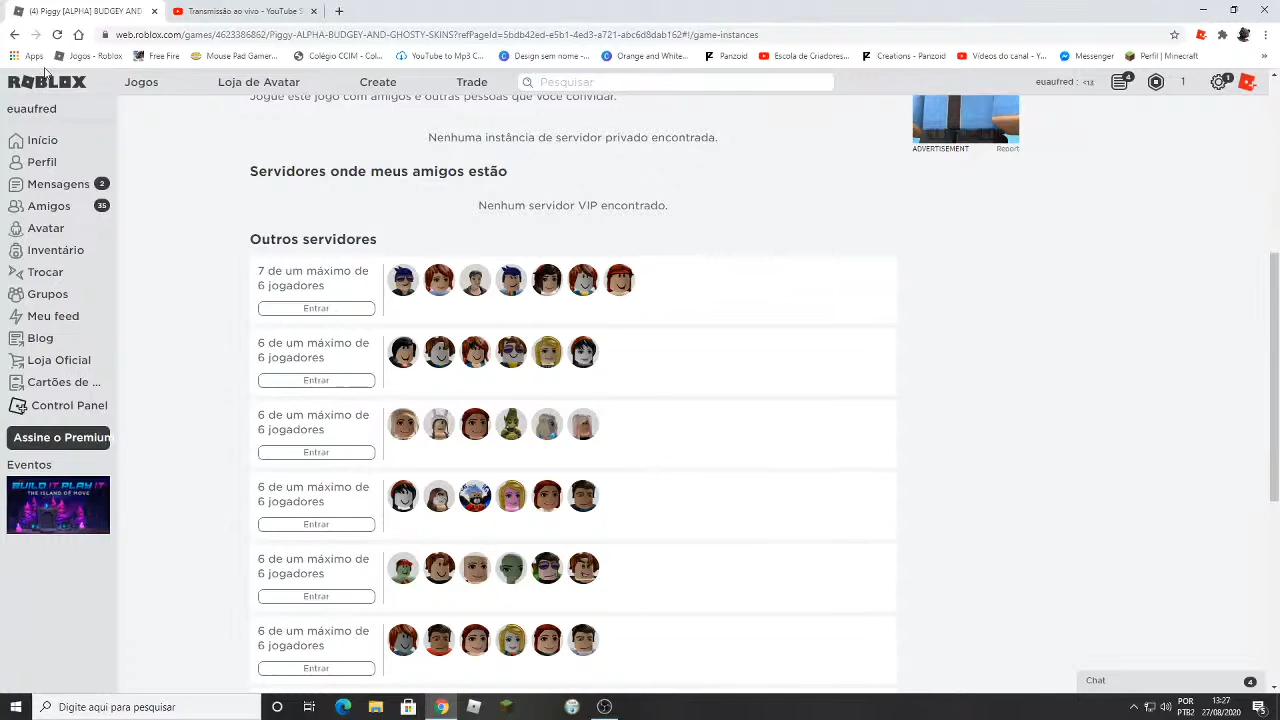 (4) Piggy [ALPHA] BUDGEY AND
Transmissão ao vivo - YouTube S
web.roblox.com/games/4623386862/Piggy-ALPHA-BUDGEY-AND-GHOSTY-SKINS?refPageId=5bdb42ed-e5b1-4ed3-a721-abc6d8dab162#!/game-instances
Apps
Jogos - Roblox
Free Fire
Mouse Pad Gamer...
Colégio CCIM - Col...
YouTube to Mp3 C...
Design sem nome -...
Orange and White...
Panzoid
Escola de Criadores...
Creations - Panzoid
Vídeos do canal - Y...
Messenger
Perfil | Minecraft
»
ROBLOX
Jogos
Loja de Avatar
Create
Trade
Pesquisar
euaufred : <13
4
1
1
euaufred
Início
Perfil
Mensagens 2
Amigos 35
Avatar
Inventário
Trocar
Grupos
Meu feed
Blog
Loja Oficial
Cartões de ...
Control Panel
Assine o Premium
Eventos
BUILD IT PLAY IT
THE ISLAND OF MOVE
Jogue este jogo com amigos e outras pessoas que você convidar.
Nenhuma instância de servidor privado encontrada.
Servidores onde meus amigos estão
Nenhum servidor VIP encontrado.
Outros servidores
7 de um máximo de
6 jogadores
Entrar
6 de um máximo de
6 jogadores
Entrar
6 de um máximo de
6 jogadores
Entrar
6 de um máximo de
6 jogadores
Entrar
6 de um máximo de
6 jogadores
Entrar
6 de um máximo de
6 jogadores
Entrar
ADVERTISEMENT
Report
Chat
4
Digite aqui para pesquisar
POR
PTB2
13:27
27/08/2020